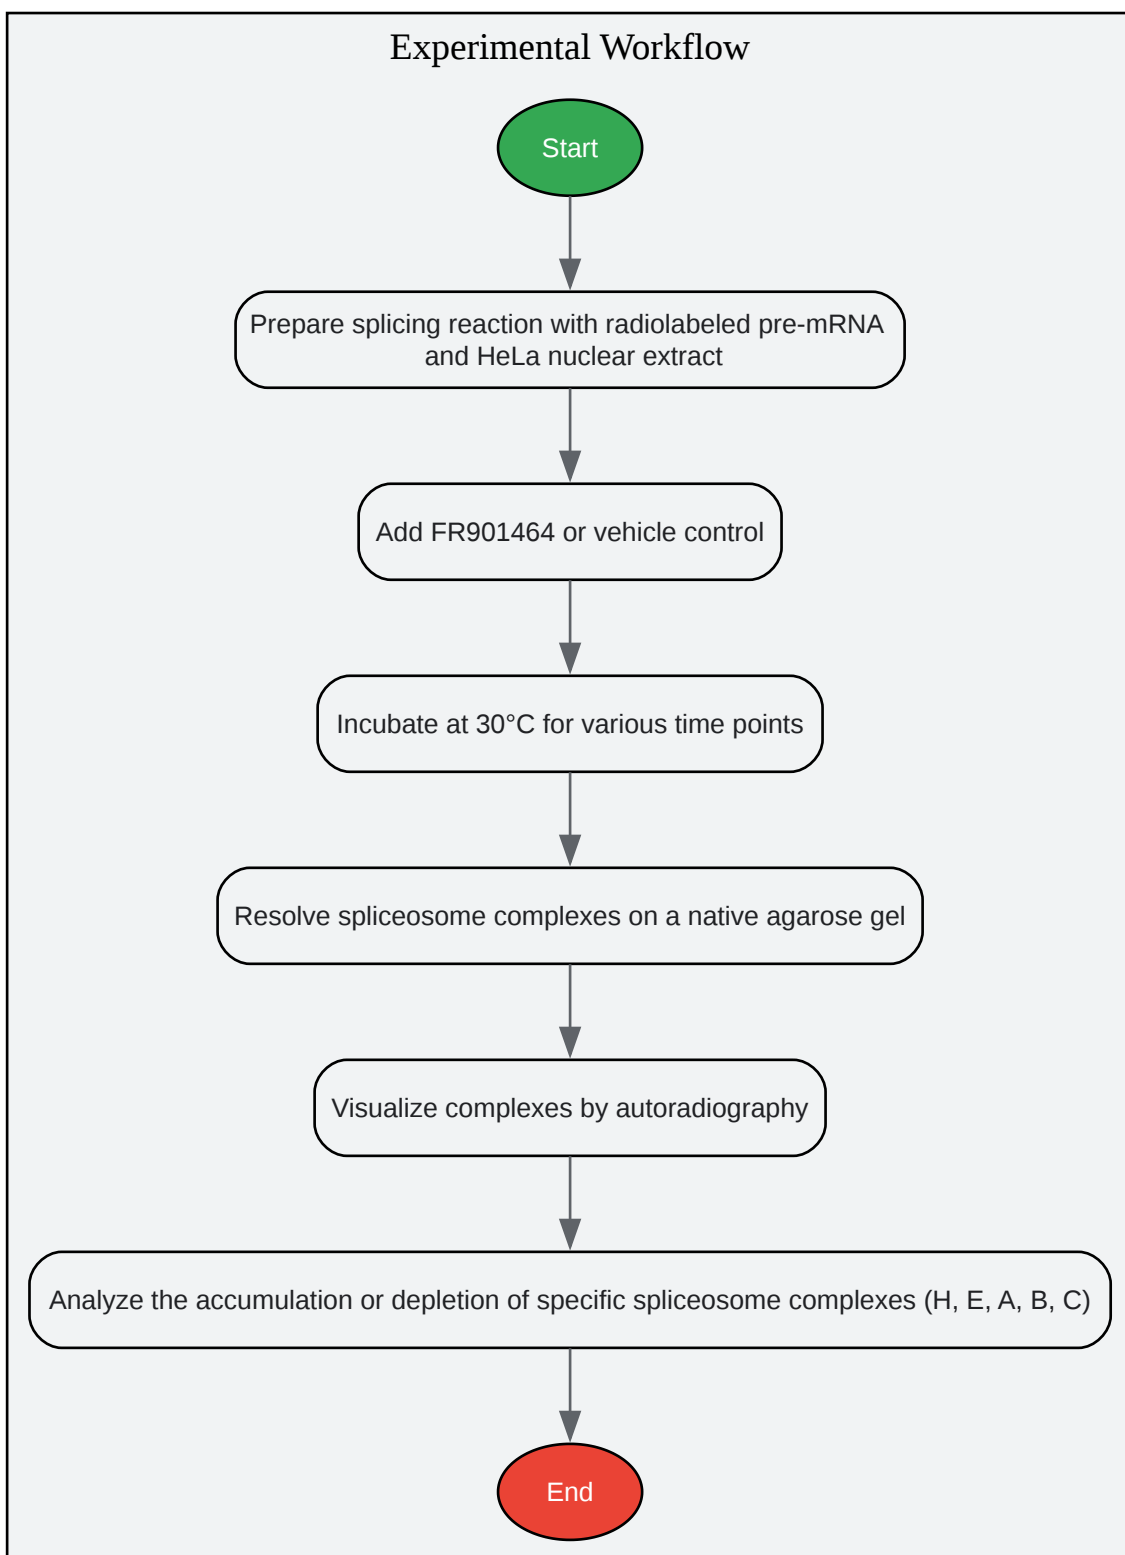 Experimental Workflow
Start
Prepare splicing reaction with radiolabeled pre-mRNA
and HeLa nuclear extract
Add FR901464 or vehicle control
Incubate at 30°C for various time points
Resolve spliceosome complexes on a native agarose gel
Visualize complexes by autoradiography
Analyze the accumulation or depletion of specific spliceosome complexes (H, E, A, B, C)
End